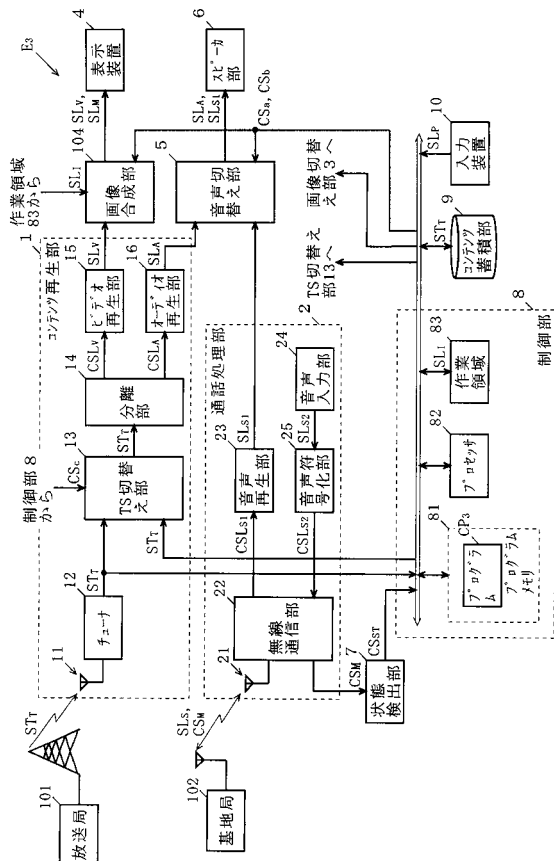 E3
表示装置
4
スピーカ部
6
SLV,
SLM
SLA,
SLS1
CSa, CSb
104
画像
合成部
5
音声切
替え部
作業領域
83から
SLI
1
コンテンツ再生部
SLV
SLA
15
ビデオ
再生部
16
オーディオ
再生部
CSLV
CSLA
14
分離部
STT
13
TS切替
え部
制御部 8
から
CSC
STT
STT
12
チューナ
11
STT
101
放送局
2
通話処理部
SLS1
23
音声
再生部
24
音声
入力部
SLS2
25
音声符
号化部
CSLS1
CSLS2
22
無線
通信部
21
SLS,
CSM
102
基地局
CSM
7
状態
検出部
CSST
画像切替
え部 3 へ
TS切替え
部13へ
SLP
10
入力装置
9
STT
コンテンツ
蓄積部
8
制御部
SLI
83
作業
領域
82
プロセッサ
81
CP3
プログラ
ム
プログラム
メモリ